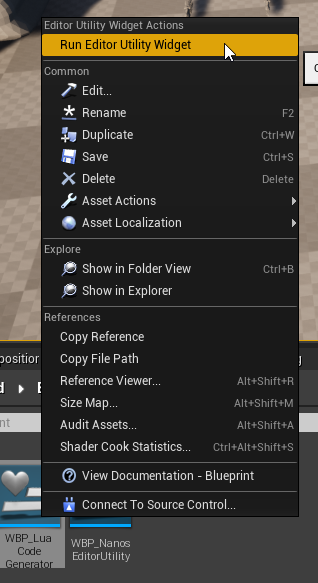 Editor Utility Widget Actions
Run Editor Utility Widget
Common
Edit...
Rename F2
Duplicate Ctrl+W
Save Ctrl+S
Delete Delete
Asset Actions
Asset Localization
Explore
Show in Folder View Ctrl+B
Show in Explorer
References
Copy Reference
Copy File Path
Reference Viewer... Alt+Shift+R
Size Map... Alt+Shift+M
Audit Assets... Alt+Shift+A
Shader Cook Statistics... Ctrl+Alt+Shift+S
View Documentation - Blueprint
Connect To Source Control...
WBP_Lua
Code
Generator
WBP_Nanos
EditorUtility